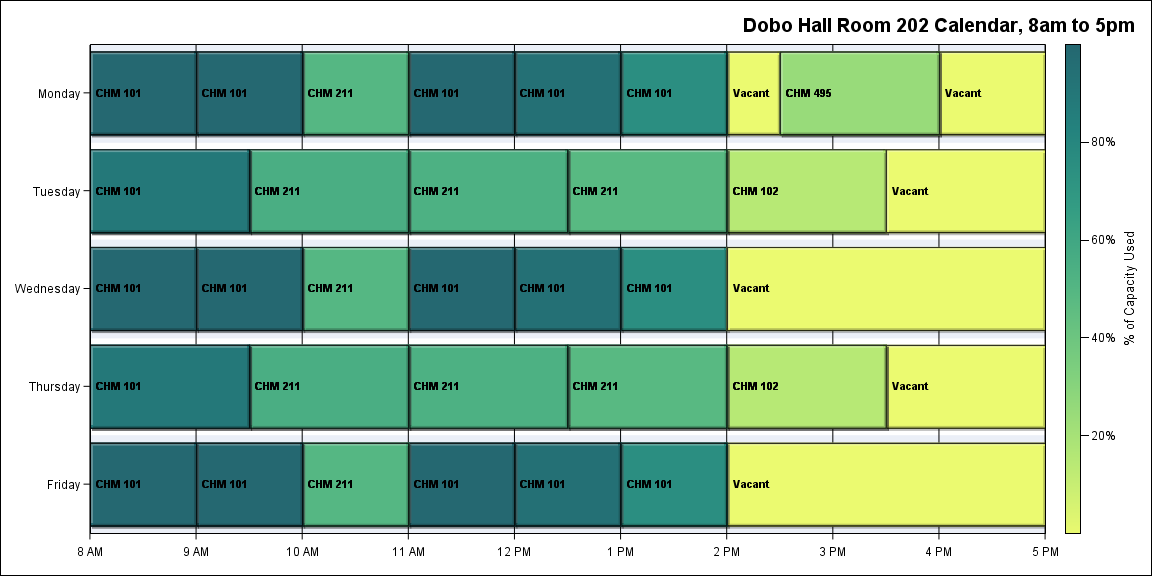 Dobo Hall Room 202 Calendar, 8am to 5pm
Monday
CHM 101
CHM 101
CHM 211
CHM 101
CHM 101
CHM 101
Vacant
CHM 495
Vacant
Tuesday
CHM 101
CHM 211
CHM 211
CHM 211
CHM 102
Vacant
Wednesday
CHM 101
CHM 101
CHM 211
CHM 101
CHM 101
CHM 101
Vacant
Thursday
CHM 101
CHM 211
CHM 211
CHM 211
CHM 102
Vacant
Friday
CHM 101
CHM 101
CHM 211
CHM 101
CHM 101
CHM 101
Vacant
8 AM
9 AM
10 AM
11 AM
12 PM
1 PM
2 PM
3 PM
4 PM
5 PM
80%
60%
40%
20%
% of Capacity Used